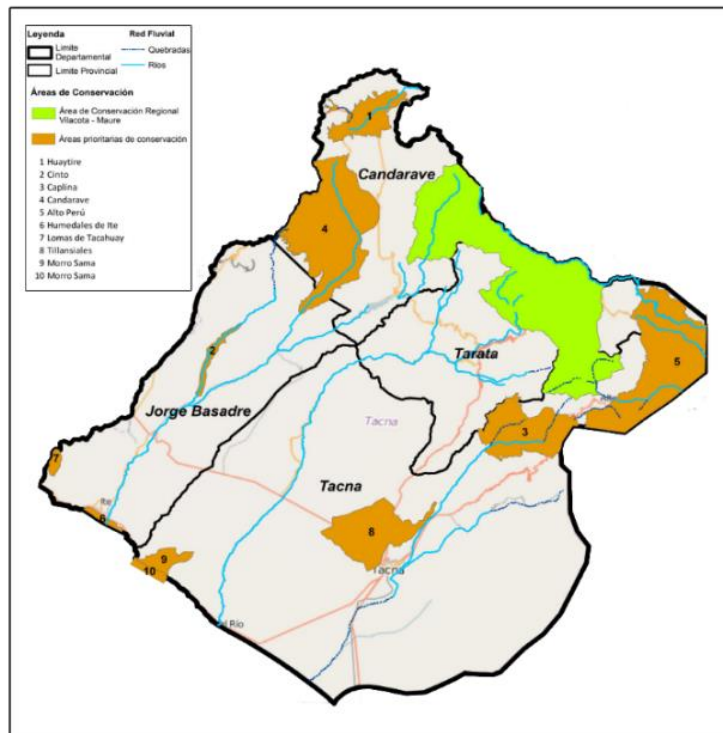 Leyenda
Red Fluvial
Limite
Departamental
Quebradas
Limite Provincial
Ríos
Áreas de Conservación
Área de Conservación Regional
Vilacota - Maure
Áreas prioritarias de conservación
1 Huaytire
2 Cinto
3 Caplina
4 Candarave
5 Alto Perú
6 Humedales de Ite
7 Lomas de Tacahuay
8 Tillansiales
9 Morro Sama
10 Morro Sama
1
Candarave
4
Tarata
5
2
Jorge Basadre
Tacna
3
7
Tacna
Ite
6
8
9
10
Tacna
Río